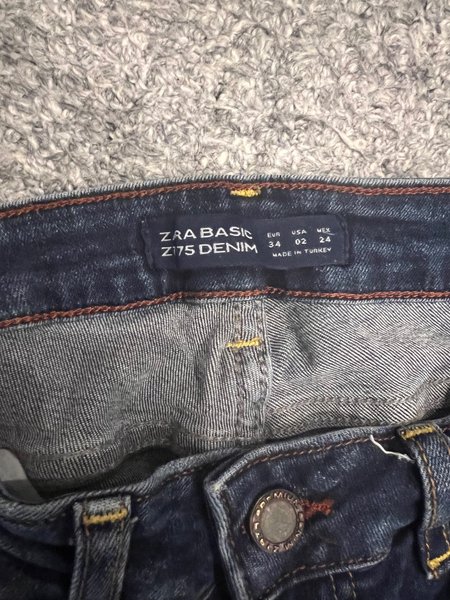 ZRA BASIC
Z175 DENIM
EUR USA MEX
34 02 24
MADE IN TURKEY